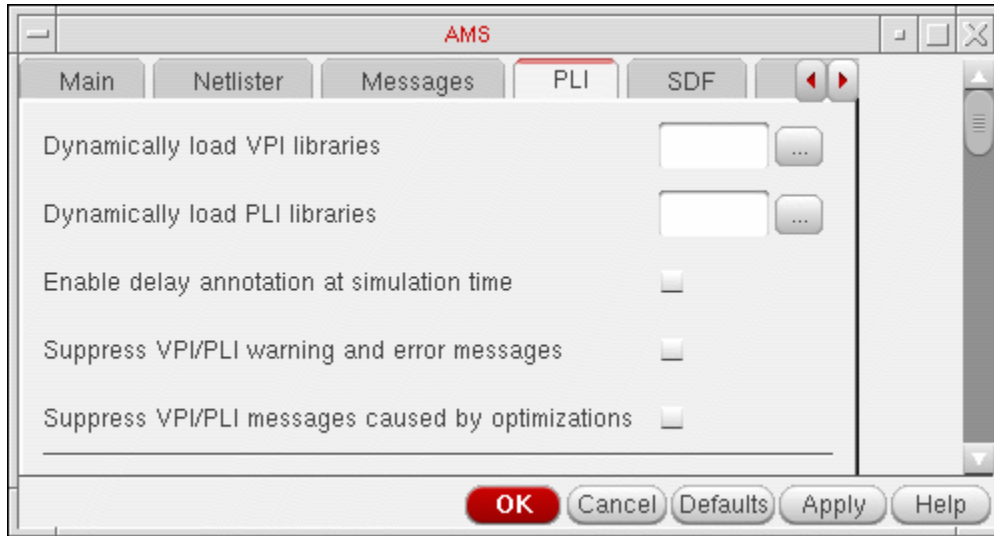 AMS
Main Netlister Messages PLI SDF
Dynamically load VPI libraries ...
Dynamically load PLI libraries ...
Enable delay annotation at simulation time
Suppress VPI/PLI warning and error messages
Suppress VPI/PLI messages caused by optimizations
OK Cancel Defaults Apply Help